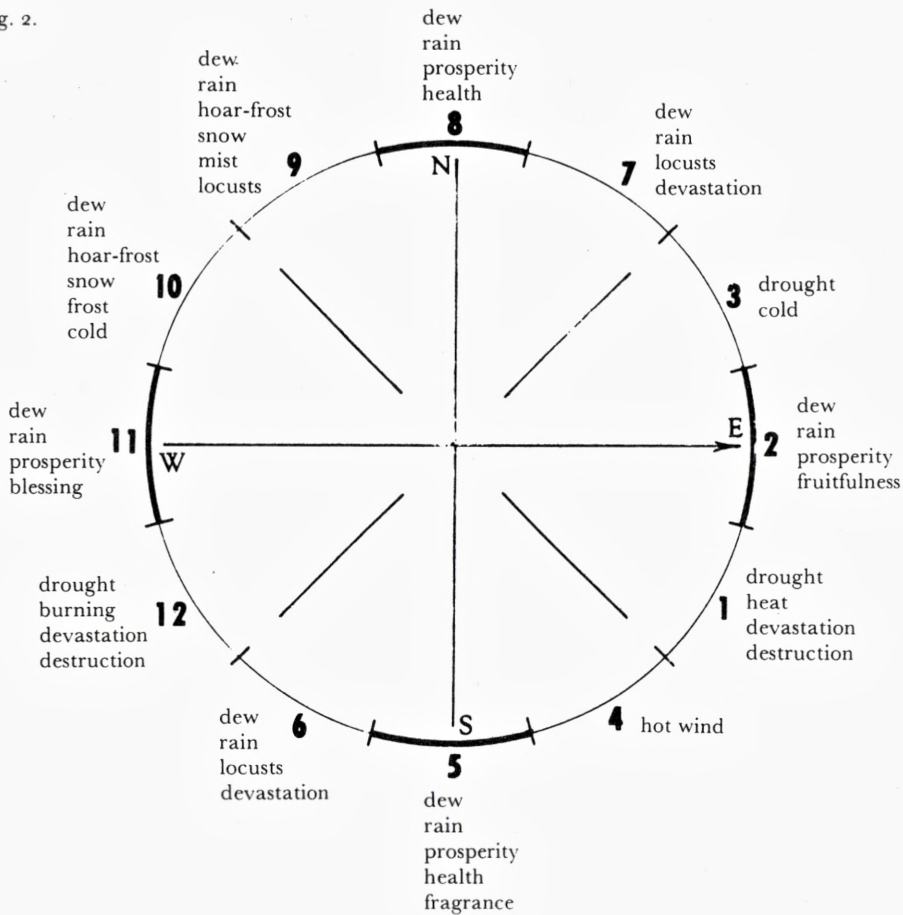 g. 2.
dew
rain
prosperity
health
8
N
dew
rain
hoar-frost
snow
mist
locusts
9
dew
rain
locusts
devastation
7
dew
rain
hoar-frost
snow
frost
cold
10
drought
cold
3
dew
rain
prosperity
blessing
11
W
E
2
dew
rain
prosperity
fruitfulness
drought
burning
devastation
destruction
12
drought
heat
devastation
destruction
1
dew
rain
locusts
devastation
6
S
5
4
hot wind
dew
rain
prosperity
health
fragrance